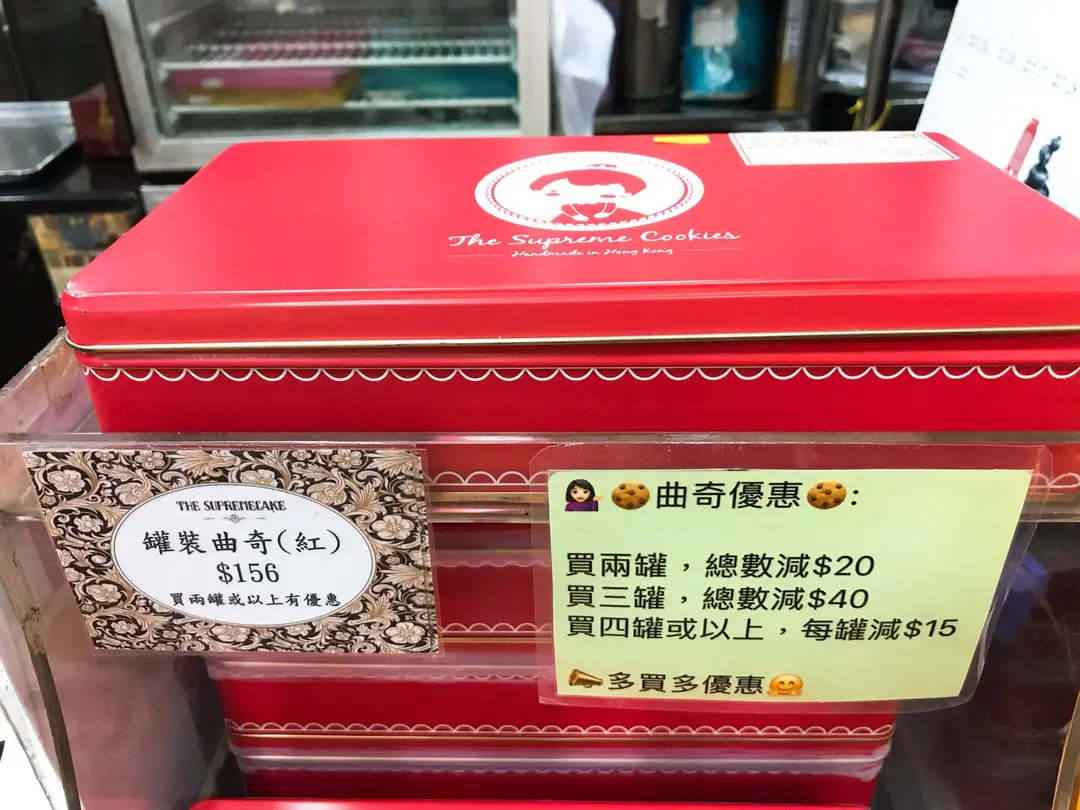 The Supreme Cookies
Handmade in Hong Kong
THE SUPREMECAKE
罐裝曲奇(紅)
$156
買兩罐或以上有優惠
💁🏻‍♀️🍪曲奇優惠🍪:
買兩罐，總數減$20
買三罐，總數減$40
買四罐或以上，每罐減$15
📣多買多優惠🤗